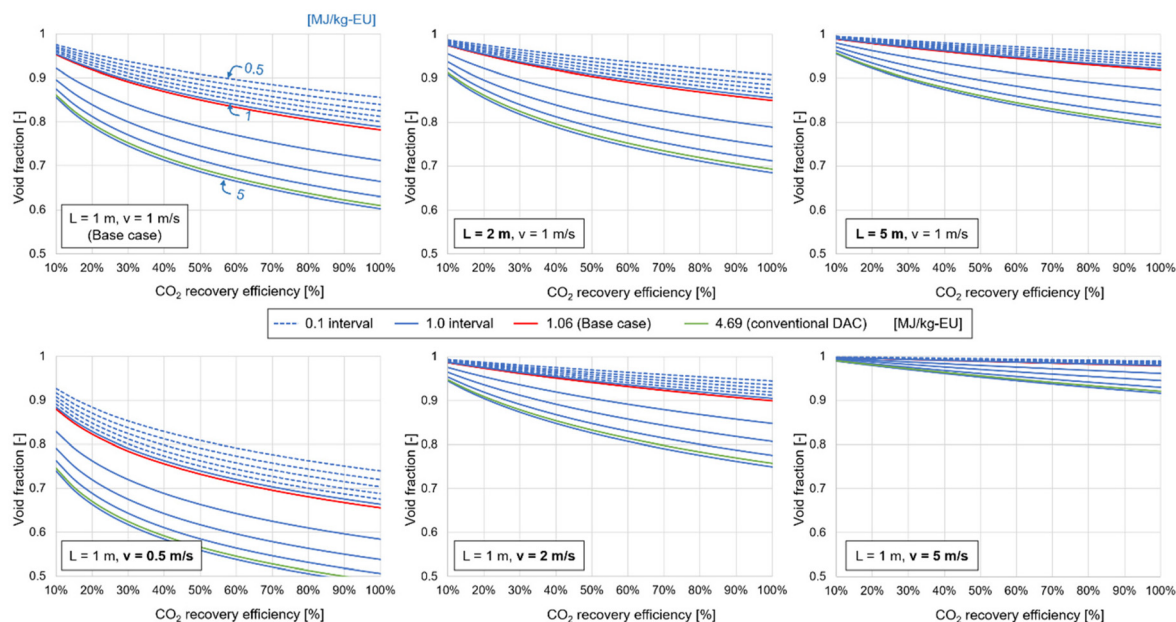 [MJ/kg-EU]
1
0.9
0.8
0.7
0.6
0.5
Void fraction [-]
0.5
1
5
L = 1 m, v = 1 m/s
(Base case)
10% 20% 30% 40% 50% 60% 70% 80% 90% 100%
CO₂ recovery efficiency [%]
1
0.9
0.8
0.7
0.6
0.5
Void fraction [-]
L = 2 m, v = 1 m/s
10% 20% 30% 40% 50% 60% 70% 80% 90% 100%
CO₂ recovery efficiency [%]
1
0.9
0.8
0.7
0.6
0.5
Void fraction [-]
L = 5 m, v = 1 m/s
10% 20% 30% 40% 50% 60% 70% 80% 90% 100%
CO₂ recovery efficiency [%]
0.1 interval 1.0 interval 1.06 (Base case) 4.69 (conventional DAC) [MJ/kg-EU]
1
0.9
0.8
0.7
0.6
0.5
Void fraction [-]
L = 1 m, v = 0.5 m/s
10% 20% 30% 40% 50% 60% 70% 80% 90% 100%
CO₂ recovery efficiency [%]
1
0.9
0.8
0.7
0.6
0.5
Void fraction [-]
L = 1 m, v = 2 m/s
10% 20% 30% 40% 50% 60% 70% 80% 90% 100%
CO₂ recovery efficiency [%]
1
0.9
0.8
0.7
0.6
0.5
Void fraction [-]
L = 1 m, v = 5 m/s
10% 20% 30% 40% 50% 60% 70% 80% 90% 100%
CO₂ recovery efficiency [%]